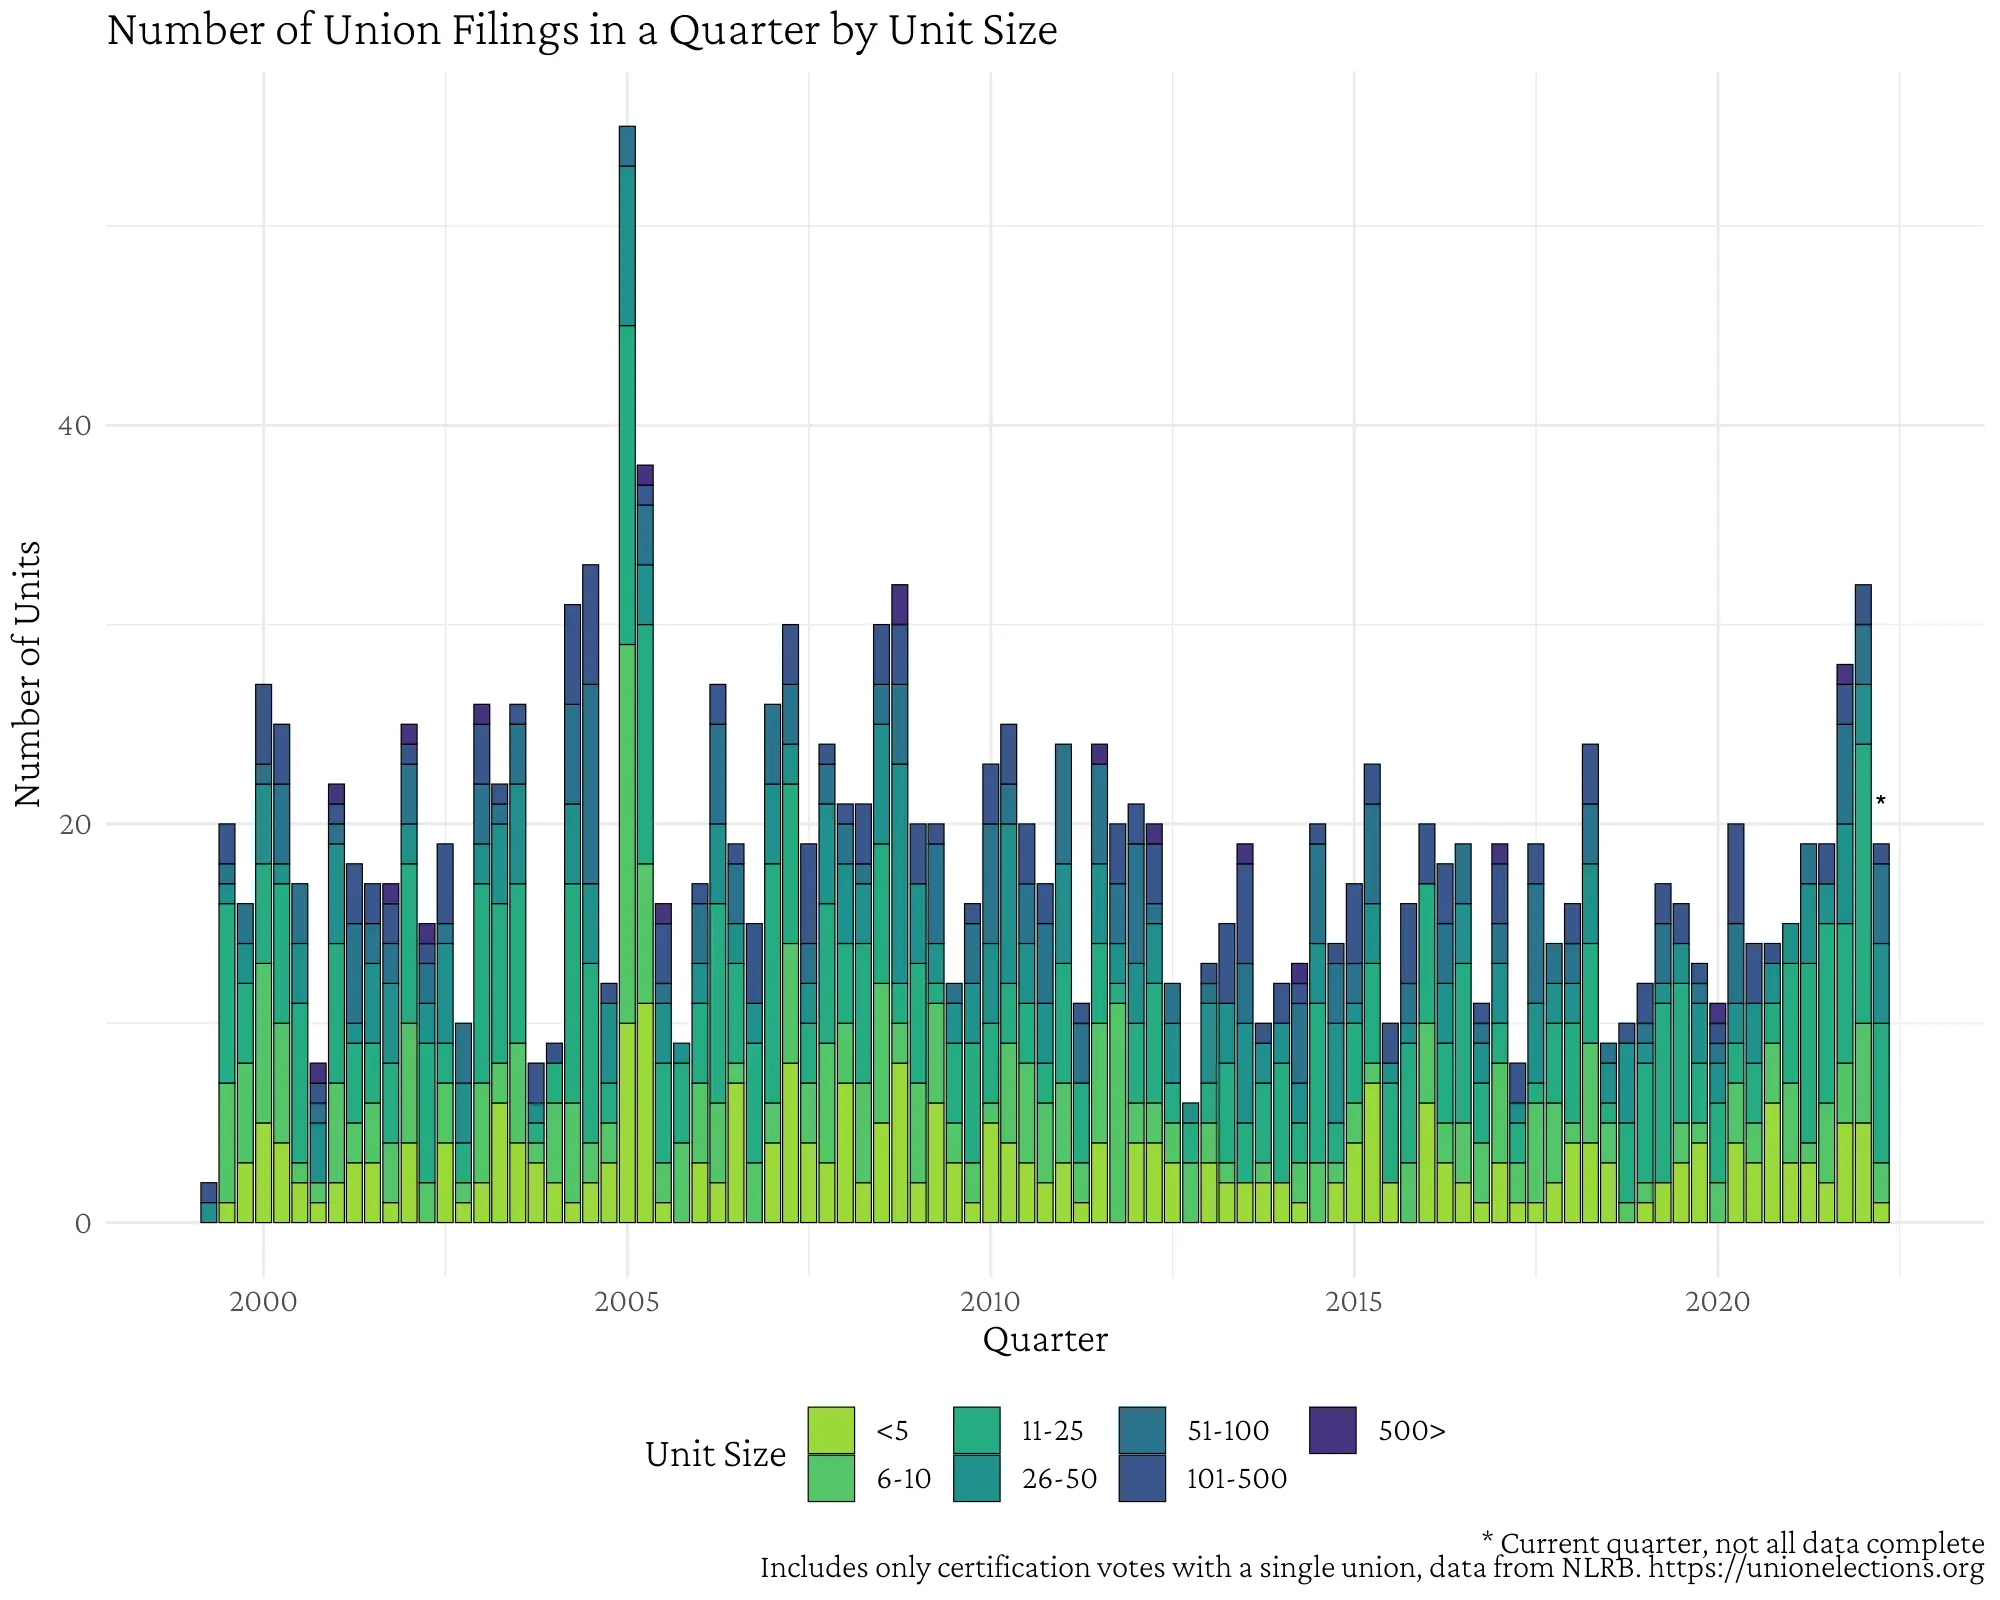 Number of Union Filings in a Quarter by Unit Size
Number of Units
40
20
0
*
2000 2005 2010 2015 2020
Quarter
Unit Size
<5 11-25 51-100 500>
6-10 26-50 101-500
* Current quarter, not all data complete
Includes only certification votes with a single union, data from NLRB. https://unionelections.org